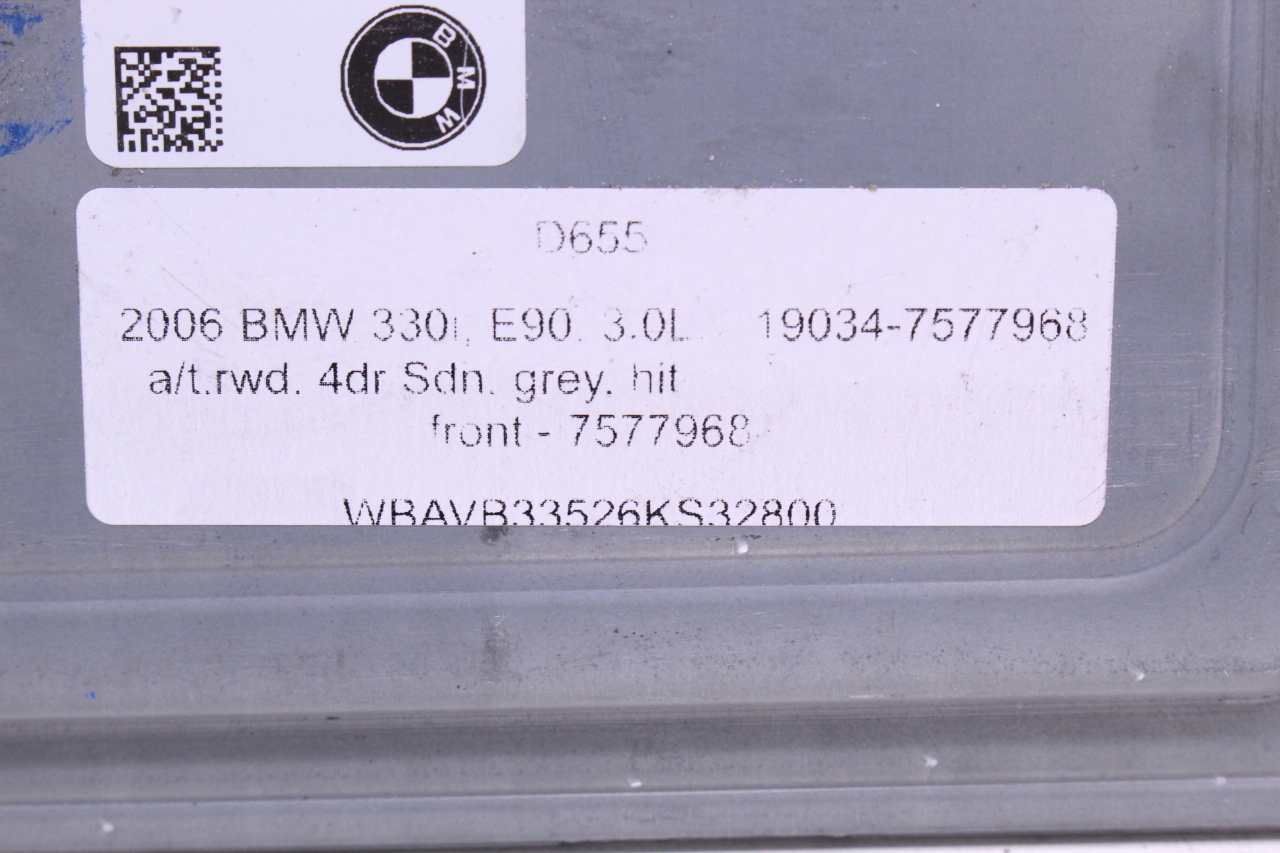 BMW
D655
2006 BMW 330i, E90. 3.0L. 19034-7577968
a/t.rwd. 4dr Sdn. grey. hit
front - 7577968
WBAVB33526KS32800